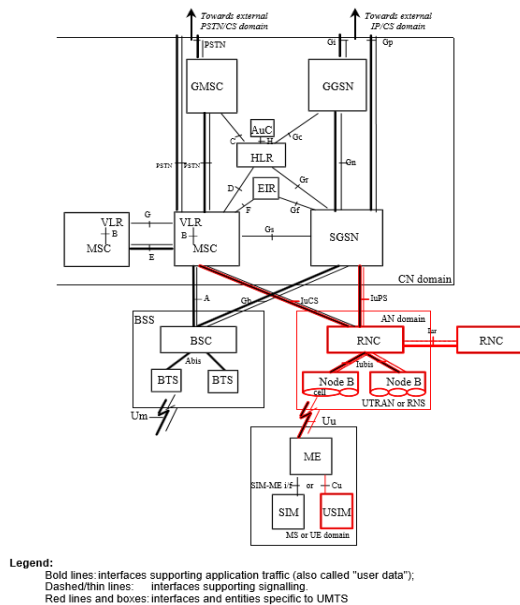 Towards external
PSTN/CS domain
Towards external
IP/CS domain
PSTN
Gi
Gp
GMSC
GGSN
AuC
C
H
Gc
HLR
PSTN
PSTN
Gn
D
EIR
Gr
F
Gf
VLR
B
MSC
G
E
VLR
B
MSC
Gs
SGSN
CN domain
A
Gb
IuCS
IuPS
BSS
AN domain
BSC
RNC
Iur
RNC
Abis
Iubis
BTS
BTS
Node B
Node B
cell
UTRAN or RNS
Um
Uu
ME
SIM-ME i/f
or
Cu
SIM
USIM
MS or UE domain
Legend:
Bold lines: interfaces supporting application traffic (also called "user data");
Dashed/thin lines: interfaces supporting signalling.
Red lines and boxes: interfaces and entities specific to UMTS